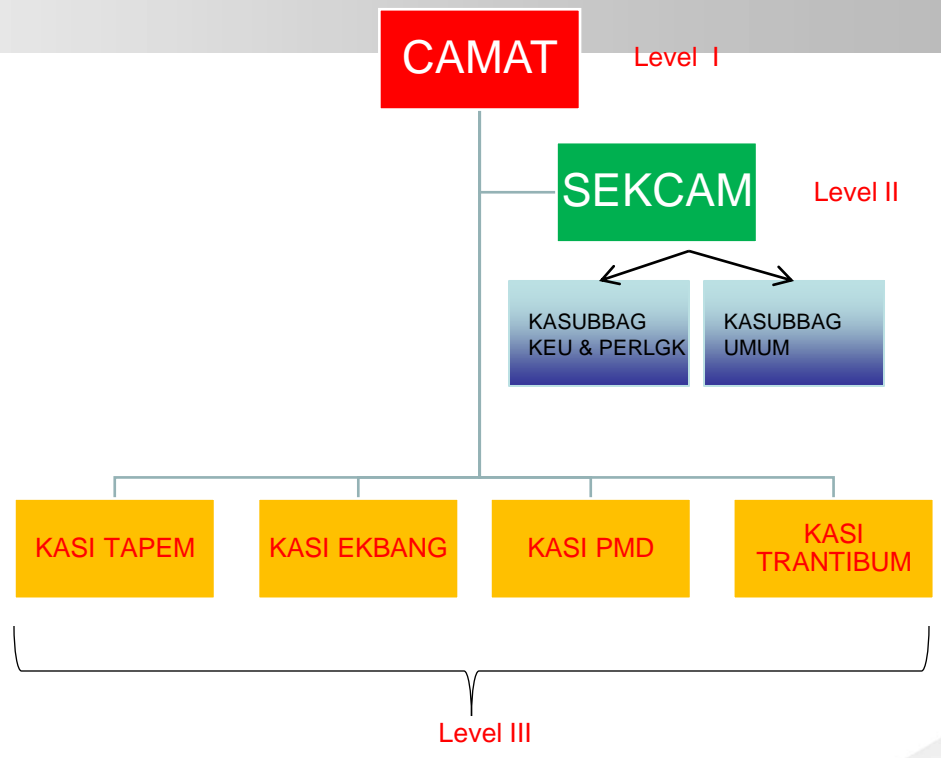 CAMAT
Level I
SEKCAM
Level II
KASUBBAG
KEU & PERLGK
KASUBBAG
UMUM
KASI TAPEM
KASI EKBANG
KASI PMD
KASI
TRANTIBUM
Level III